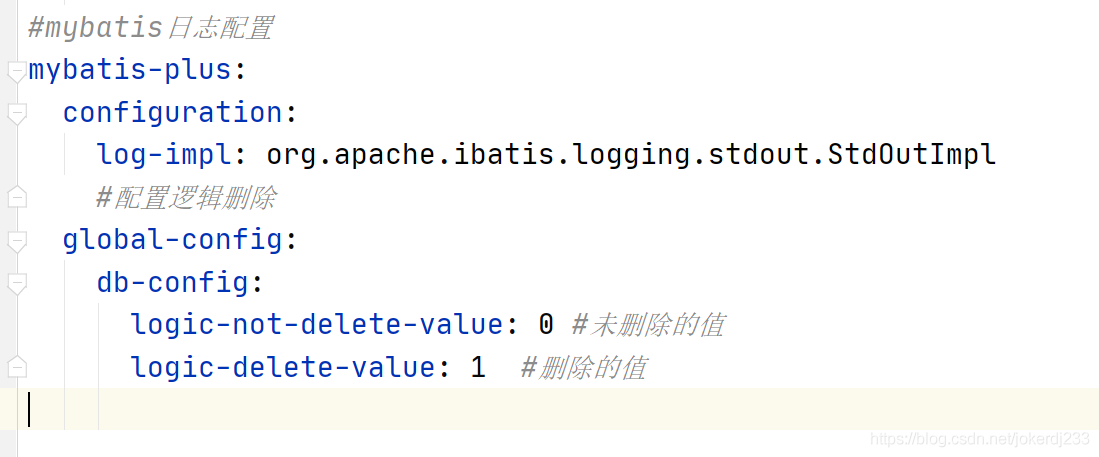 #mybatis日志配置
mybatis-plus:
  configuration:
    log-impl: org.apache.ibatis.logging.stdout.StdOutImpl
    #配置逻辑删除
  global-config:
    db-config:
      logic-not-delete-value: 0 #未删除的值
      logic-delete-value: 1  #删除的值
https://blog.csdn.net/jokerdj233